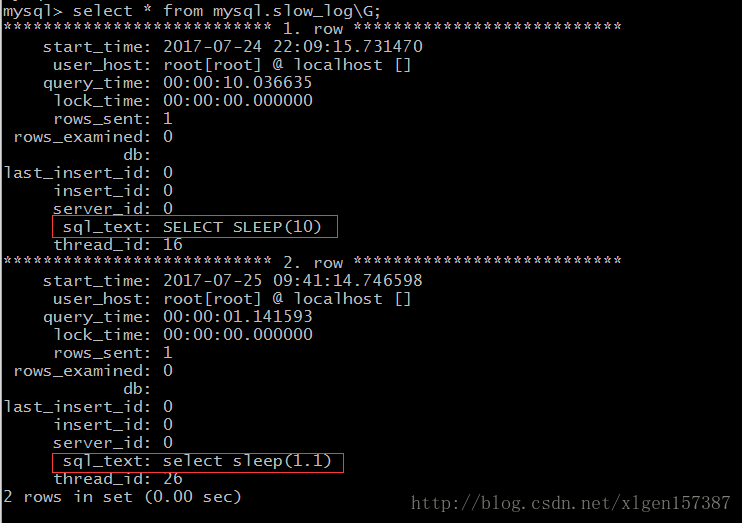 mysql> select * from mysql.slow_log\G;
*************************** 1. row ***************************
start_time: 2017-07-24 22:09:15.731470
user_host: root[root] @ localhost []
query_time: 00:00:10.036635
lock_time: 00:00:00.000000
rows_sent: 1
rows_examined: 0
db:
last_insert_id: 0
insert_id: 0
server_id: 0
sql_text: SELECT SLEEP(10)
thread_id: 16
*************************** 2. row ***************************
start_time: 2017-07-25 09:41:14.746598
user_host: root[root] @ localhost []
query_time: 00:00:01.141593
lock_time: 00:00:00.000000
rows_sent: 1
rows_examined: 0
db:
last_insert_id: 0
insert_id: 0
server_id: 0
sql_text: select sleep(1.1)
thread_id: 26
2 rows in set (0.00 sec)
http://blog.csdn.net/xlgen157387